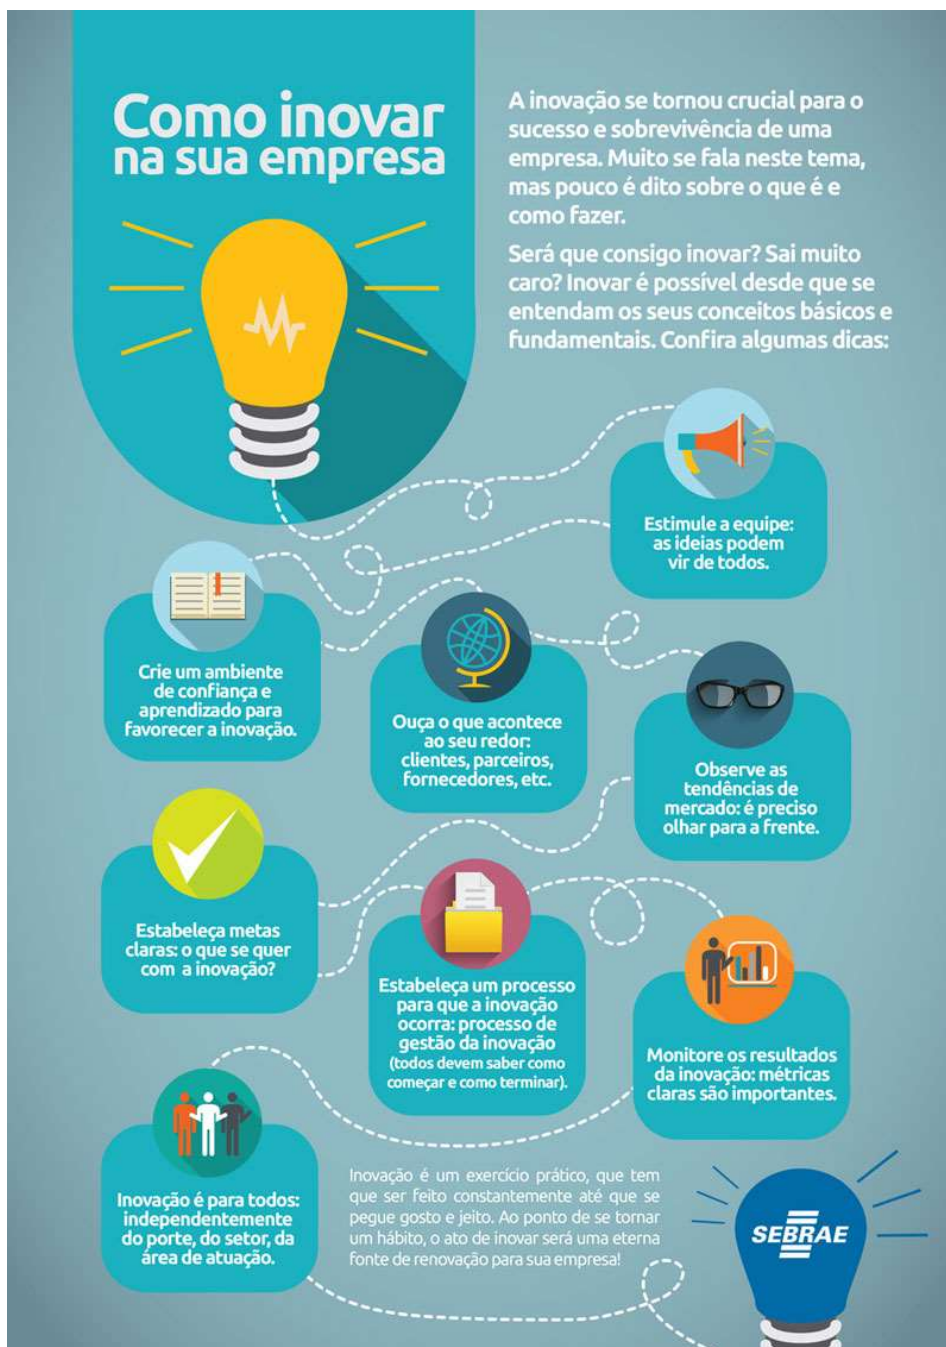 Como inovar
na sua empresa
A inovação se tornou crucial para o
sucesso e sobrevivência de uma
empresa. Muito se fala neste tema,
mas pouco é dito sobre o que é e
como fazer.
Será que consigo inovar? Sai muito
caro? Inovar é possível desde que se
entendam os seus conceitos básicos e
fundamentais. Confira algumas dicas:
Estimule a equipe:
as ideias podem
vir de todos.
Crie um ambiente
de confiança e
aprendizado para
favorecer a inovação.
Ouça o que acontece
ao seu redor:
clientes, parceiros,
fornecedores, etc.
Observe as
tendências de
mercado: é preciso
olhar para a frente.
Estabeleça metas
claras: o que se quer
com a inovação?
Estabeleça um processo
para que a inovação
ocorra: processo de
gestão da inovação
(todos devem saber como
começar e como terminar).
Monitore os resultados
da inovação: métricas
claras são importantes.
Inovação é para todos:
independentemente
do porte, do setor, da
área de atuação.
Inovação é um exercício prático, que tem
que ser feito constantemente até que se
pegue gosto e jeito. Ao ponto de se tornar
um hábito, o ato de inovar será uma eterna
fonte de renovação para sua empresa!
SEBRAE